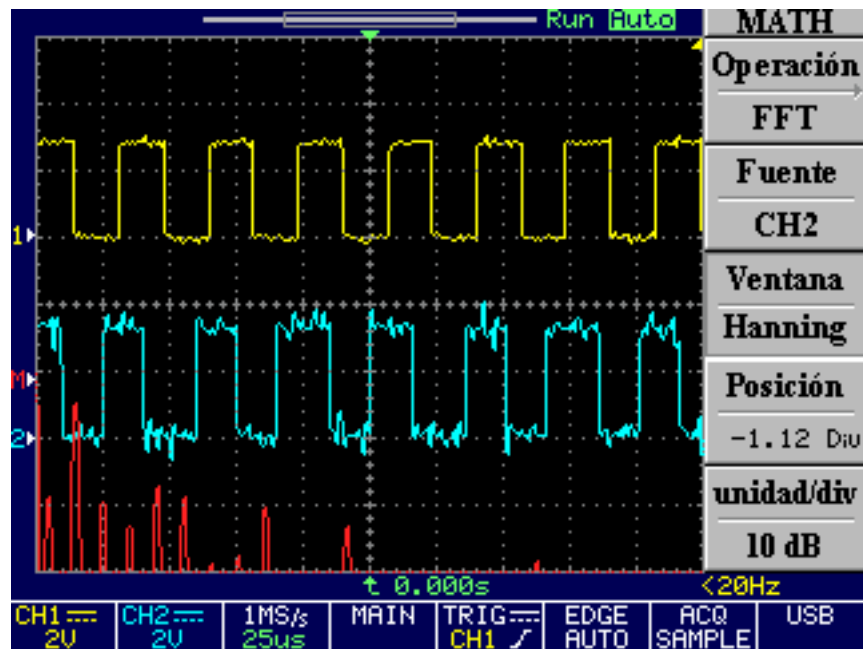 Run Auto
MATH
Operación
FFT
Fuente
CH2
Ventana
Hanning
Posición
-1.12 Div
unidad/div
10 dB
1
M
2
0.000s
<20Hz
CH1 CH2 1MS/s MAIN TRIG EDGE ACQ USB
2V 2V 25us CH1 AUTO SAMPLE